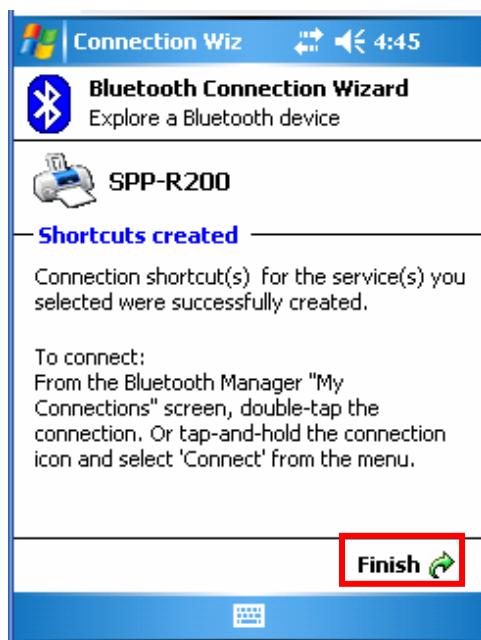 Connection Wiz 4:45
Bluetooth Connection Wizard
Explore a Bluetooth device
SPP-R200
Shortcuts created
Connection shortcut(s) for the service(s) you
selected were successfully created.
To connect:
From the Bluetooth Manager "My
Connections" screen, double-tap the
connection. Or tap-and-hold the connection
icon and select 'Connect' from the menu.
Finish